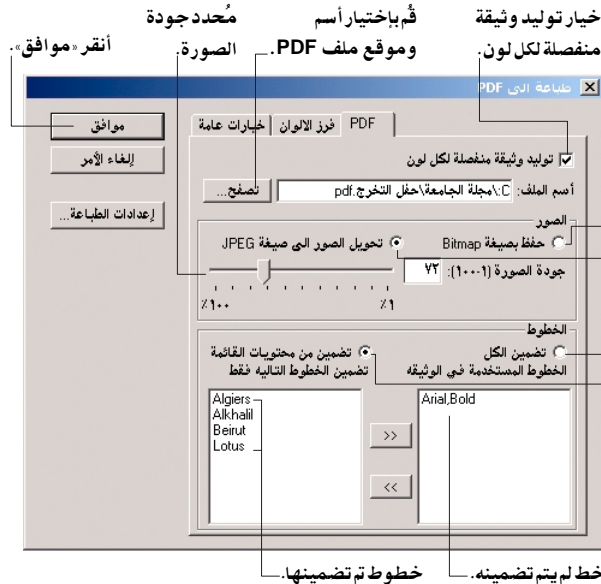 خيار توليد وثيقة
منفصلة لكل لون.
قُم بإختيار أسم
وموقع ملف PDF.
مُحدد جودة
الصورة.
أنقر «موافق».
طباعة الى PDF
PDF
فرز الالوان
خيارات عامة
موافق
إلغاء الأمر
إعدادات الطباعة...
توليد وثيقة منفصلة لكل لون
أسم الملف: C:\مجلة الجامعة\حفل التخرج.pdf
تصفح...
الصور
حفظ بصيغة Bitmap
تحويل الصور الى صيغة JPEG
جودة الصورة (١-١٠٠): ٧٢
٪١
٪١٠٠
الخطوط
تضمين الكل
تضمين من محتويات القائمة
الخطوط المستخدمة في الوثيقه
تضمين الخطوط التاليه فقط
Arial,Bold
>>
<<
Algiers
Alkhalil
Beirut
Lotus
خط لم يتم تضمينه.
خطوط تم تضمينها.